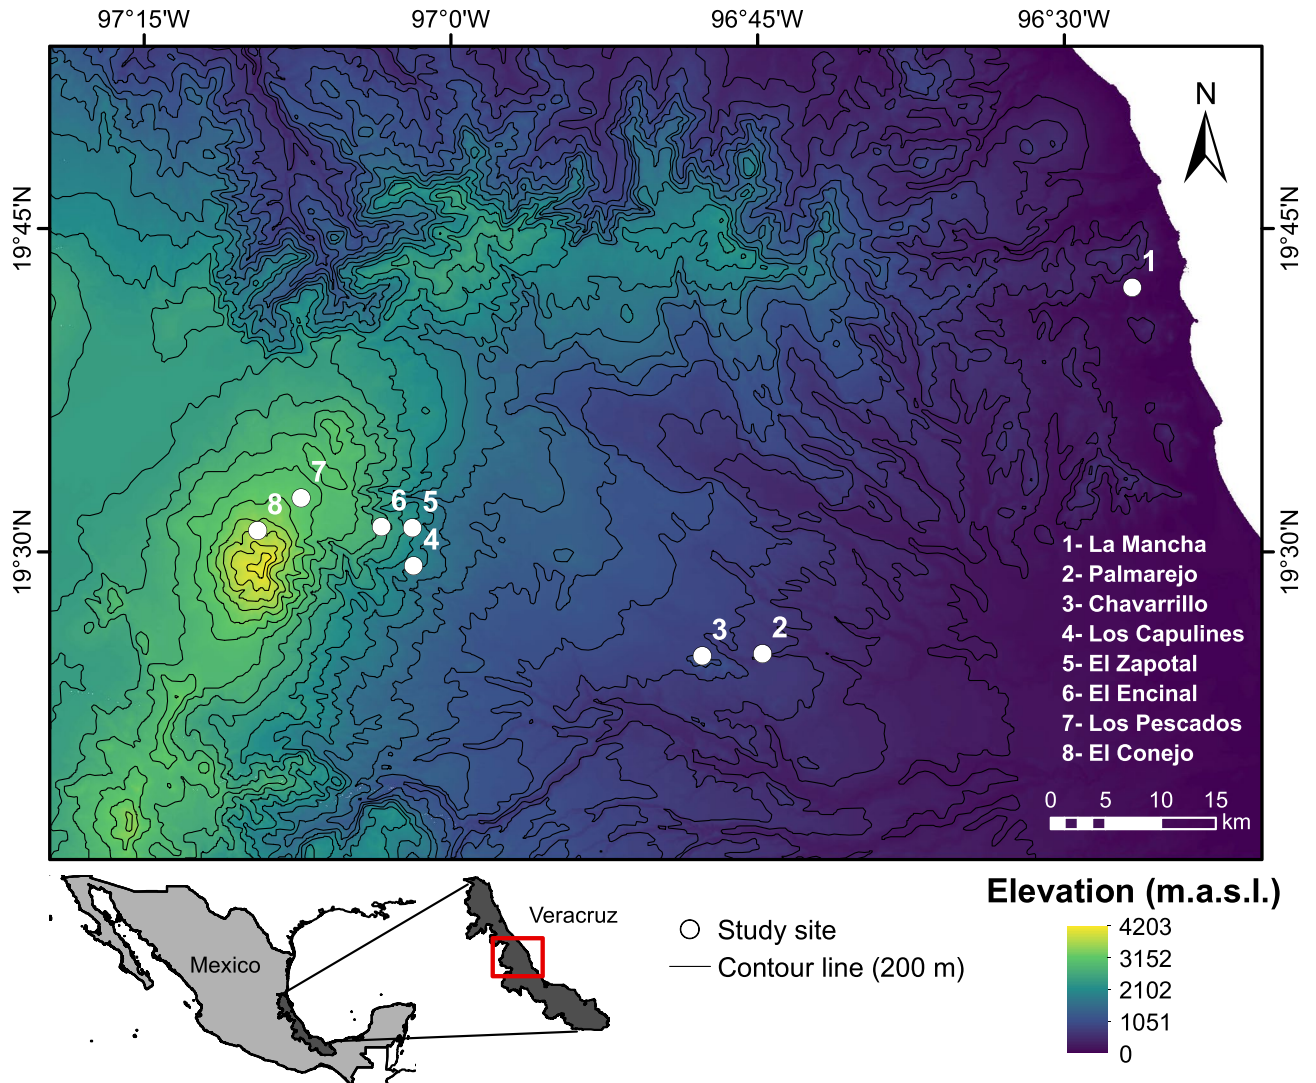 97°15'W 97°0'W 96°45'W 96°30'W
N
19°45'N 19°45'N
1
7
8 6 5
4
19°30'N 19°30'N
3 2
1- La Mancha
2- Palmarejo
3- Chavarrillo
4- Los Capulines
5- El Zapotal
6- El Encinal
7- Los Pescados
8- El Conejo
0 5 10 15
km
Elevation (m.a.s.l.)
4203
3152
2102
1051
0
Mexico
Veracruz
Study site
Contour line (200 m)